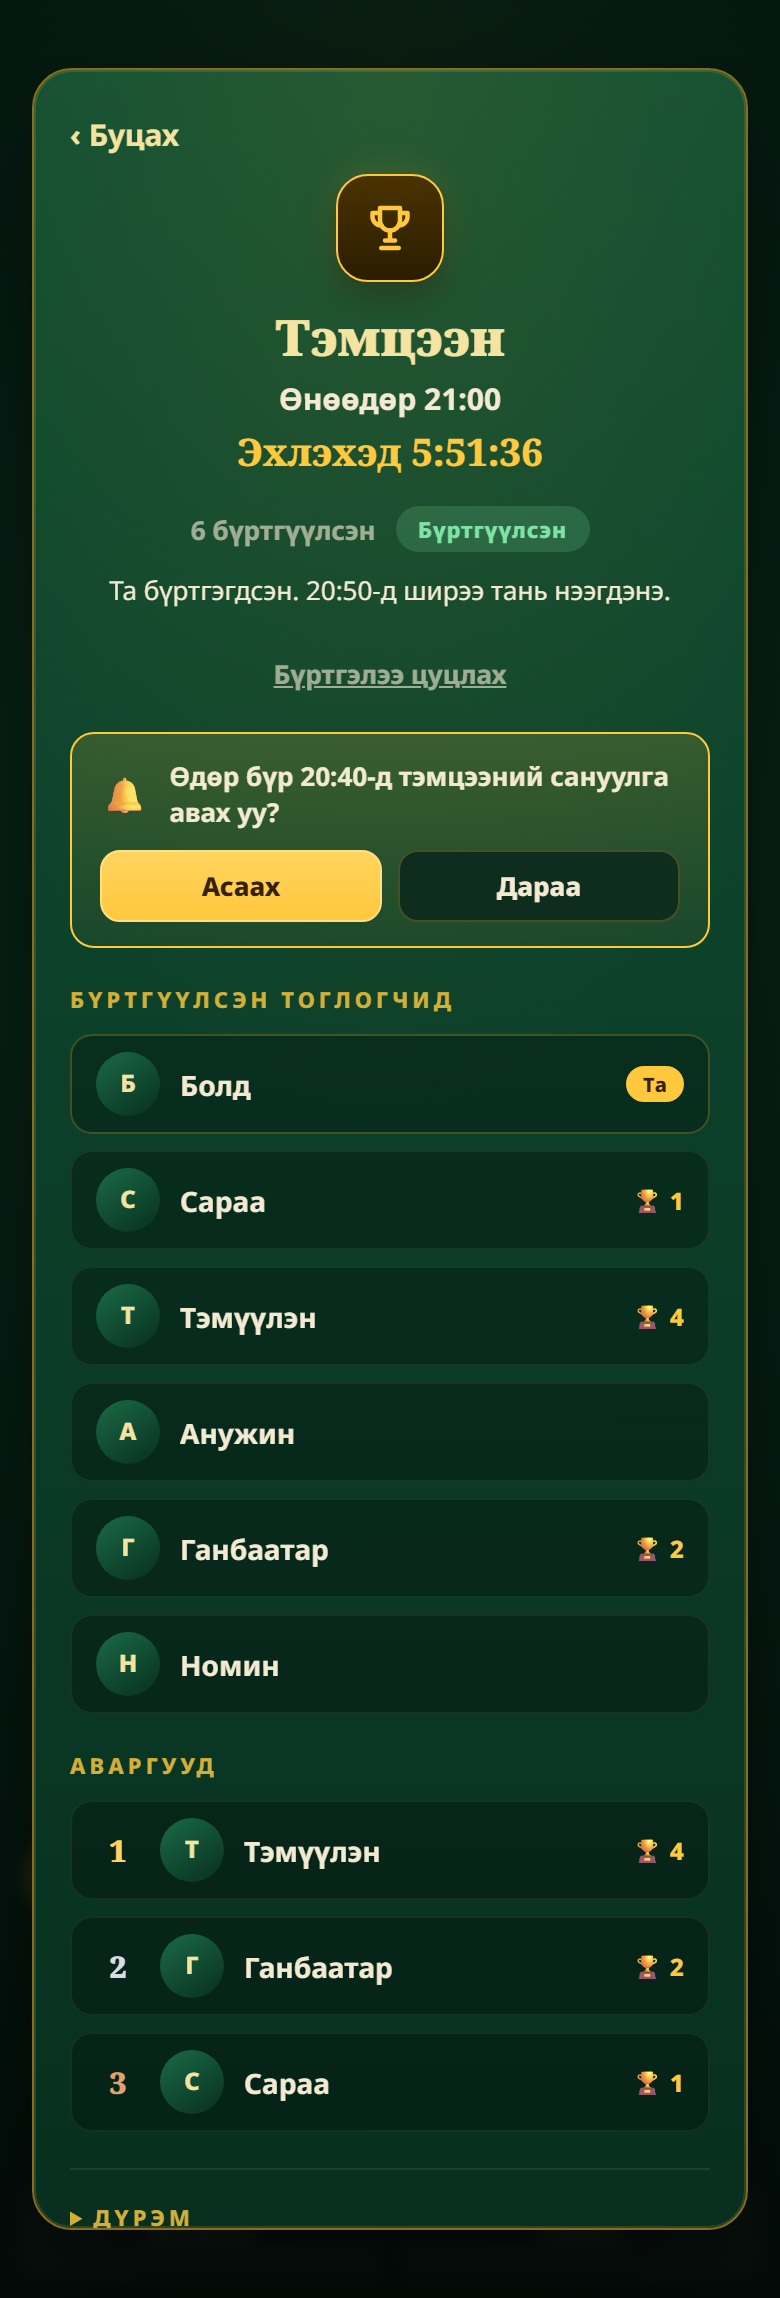 ‹ Буцах
Тэмцээн
Өнөөдөр 21:00
Эхлэхэд 5:51:36
6 бүртгүүлсэн Бүртгүүлсэн
Та бүртгэгдсэн. 20:50-д ширээ тань нээгдэнэ.
Бүртгэлээ цуцлах
Өдөр бүр 20:40-д тэмцээний сануулга
авах уу?
Асаах Дараа
БҮРТГҮҮЛСЭН ТОГЛОГЧИД
Б Болд Та
С Сараа 🏆 1
Т Тэмүүлэн 🏆 4
А Анужин
Г Ганбаатар 🏆 2
Н Номин
АВАРГУУД
1 Т Тэмүүлэн 🏆 4
2 Г Ганбаатар 🏆 2
3 С Сараа 🏆 1
▶ ДҮРЭМ